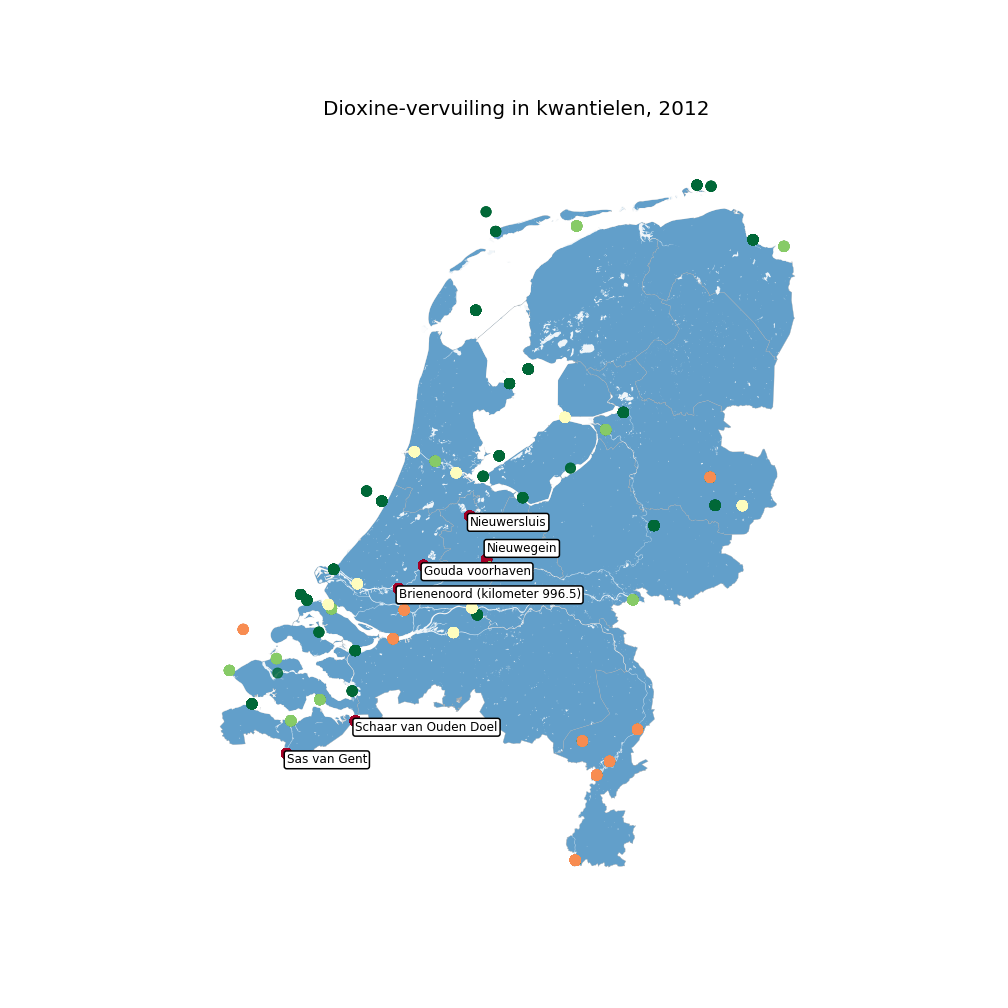 Dioxine-vervuiling in kwantielen, 2012
Nieuwersluis
Nieuwegein
Gouda voorhaven
Brienenoord (kilometer 996.5)
Schaar van Ouden Doel
Sas van Gent